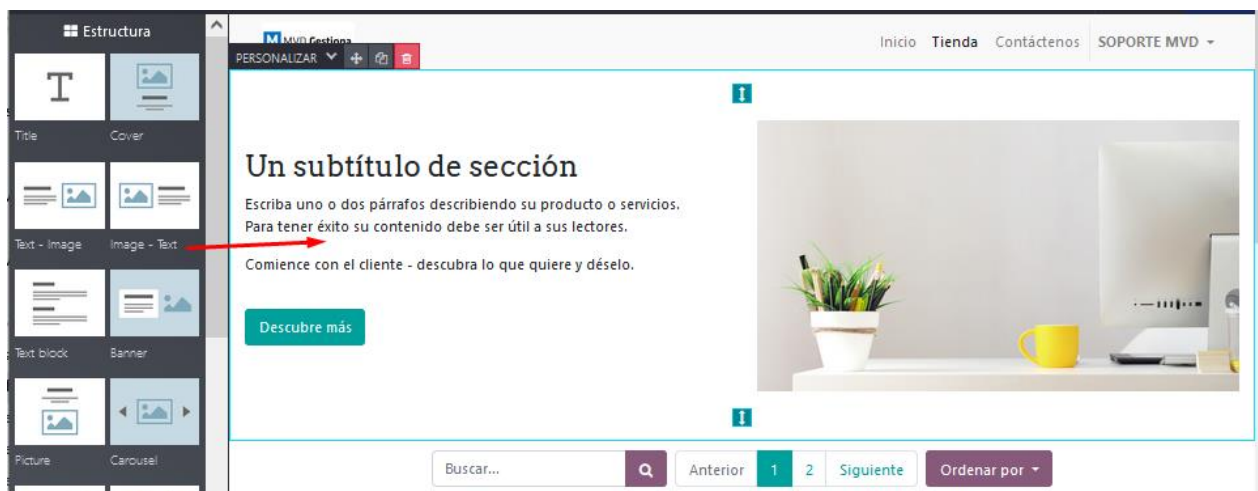 Estructura
Title
Cover
Text - Image
Image - Text
Text block
Banner
Picture
Carousel
M MVD Gestiona
Inicio Tienda Contáctenos SOPORTE MVD
PERSONALIZAR
Un subtítulo de sección
Escriba uno o dos párrafos describiendo su producto o servicios.
Para tener éxito su contenido debe ser útil a sus lectores.
Comience con el cliente - descubra lo que quiere y déselo.
Descubre más
Buscar...
Anterior 1 2 Siguiente
Ordenar por